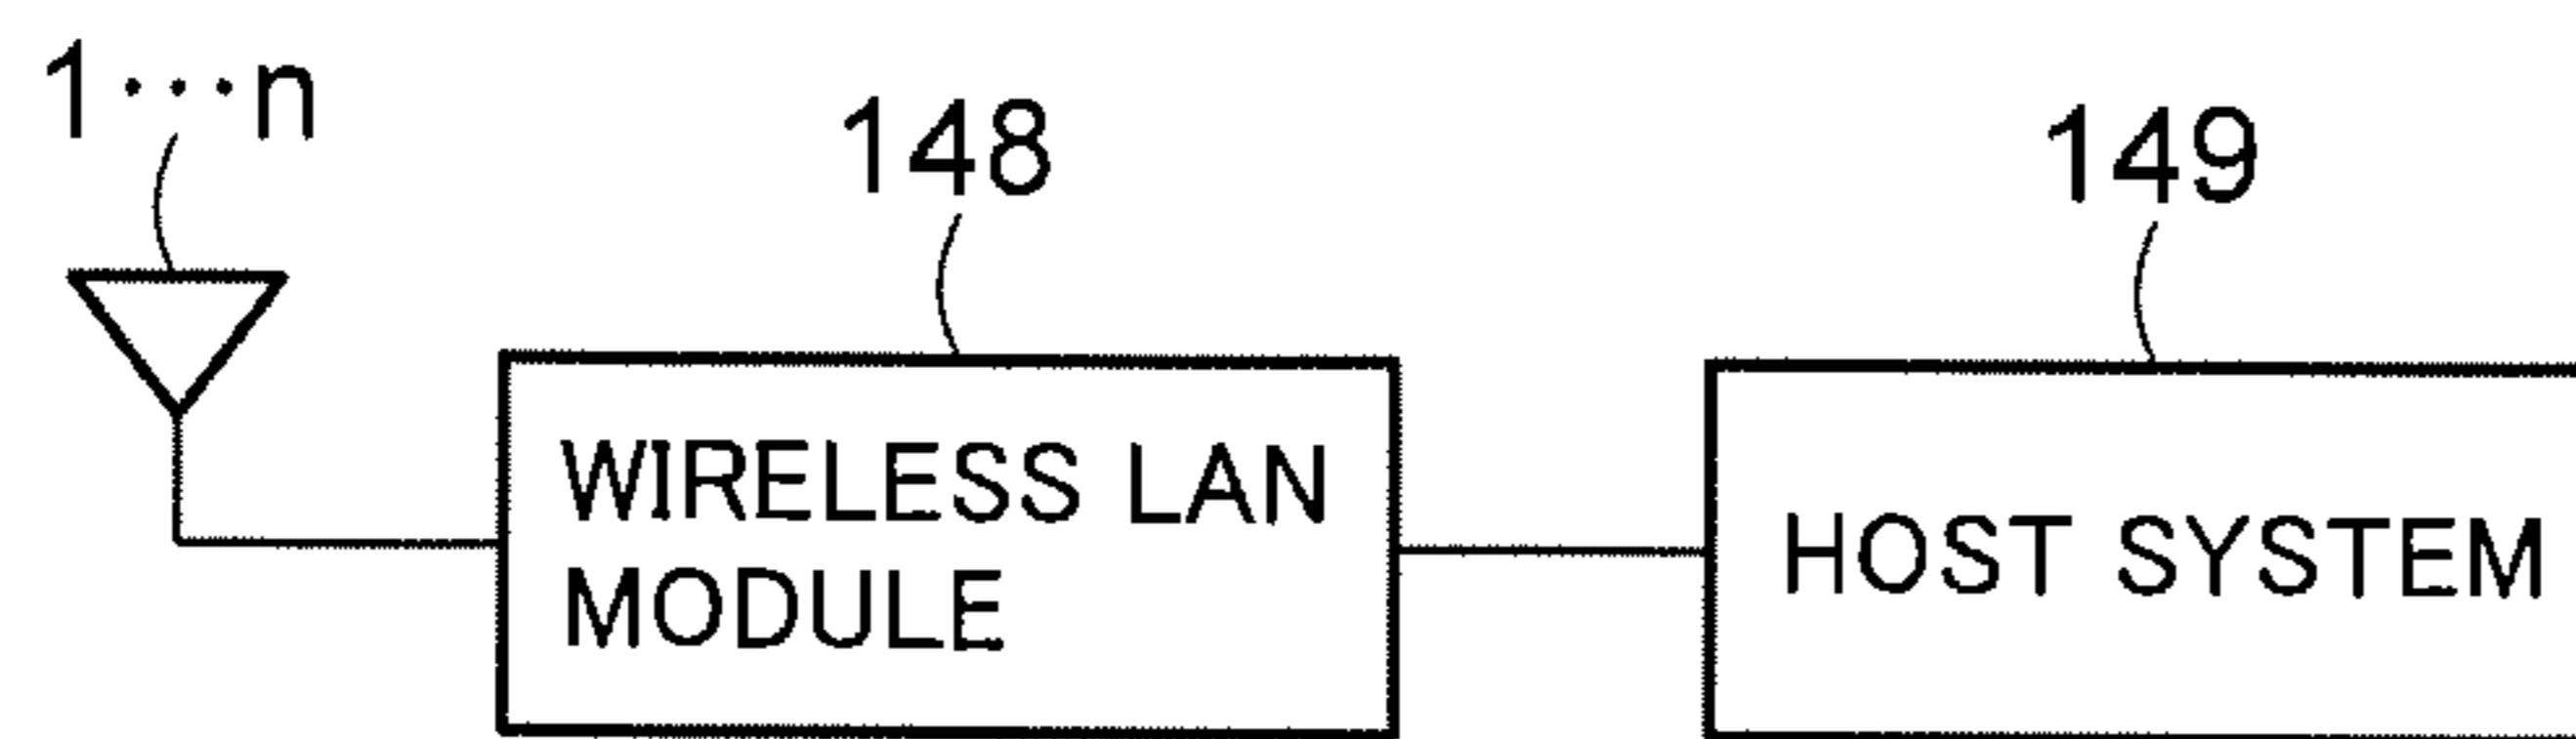 1···n
148
149
WIRELESS LAN
MODULE
HOST SYSTEM